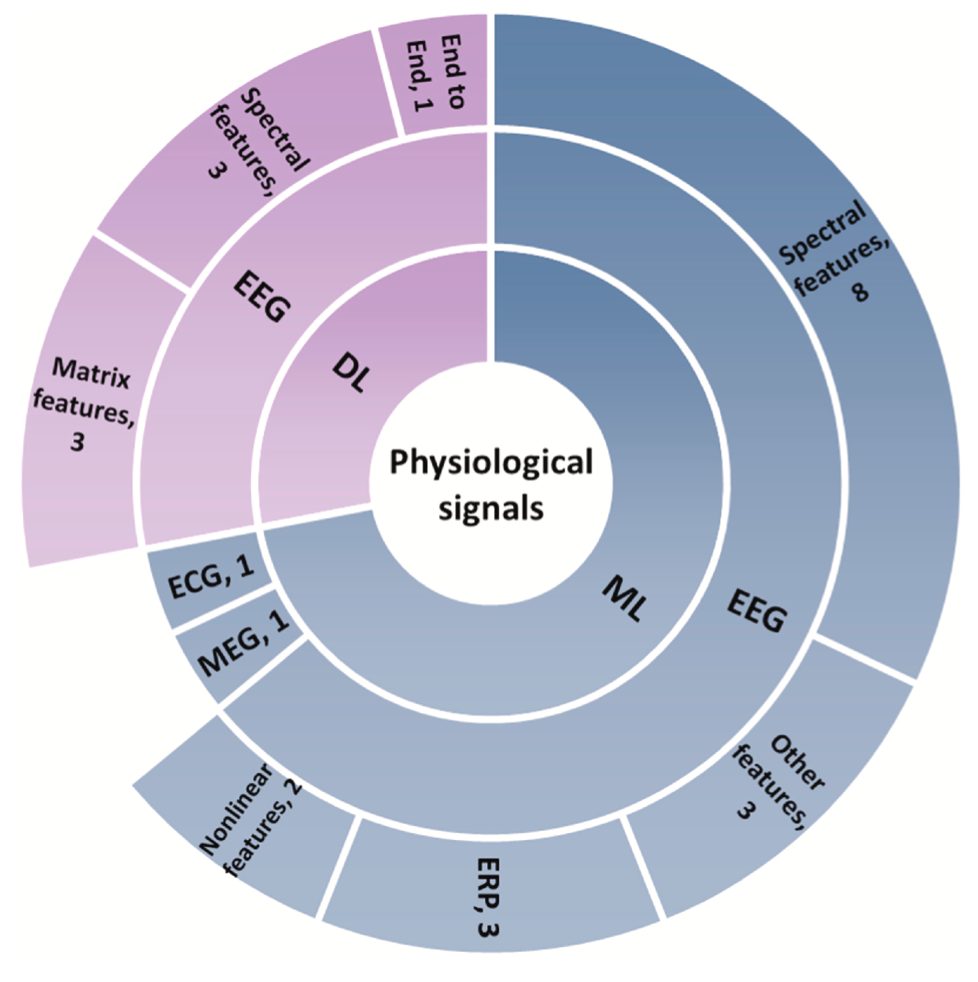 Physiological
signals
DL
ML
EEG
EEG
End to
End, 1
Spectral
features,
3
Matrix
features,
3
Spectral
features,
8
Other
features,
3
ERP, 3
Nonlinear
features, 2
MEG, 1
ECG, 1